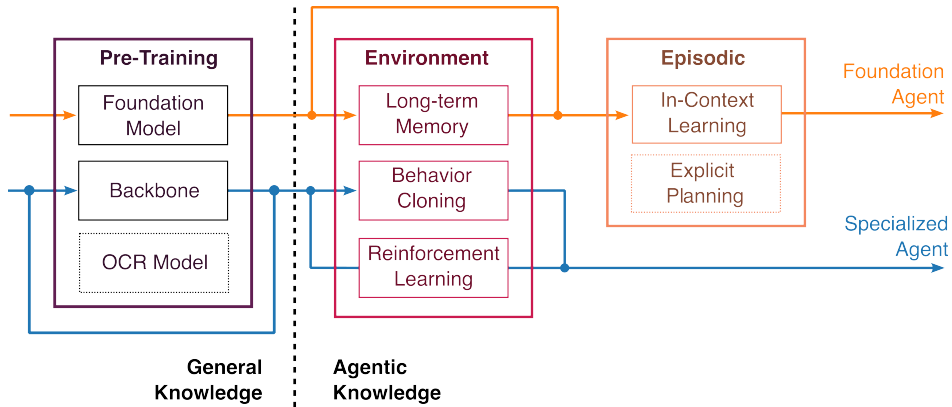 Pre-Training
Foundation
Model
Backbone
OCR Model
General
Knowledge
Environment
Long-term
Memory
Behavior
Cloning
Reinforcement
Learning
Agentic
Knowledge
Episodic
In-Context
Learning
Explicit
Planning
Foundation
Agent
Specialized
Agent